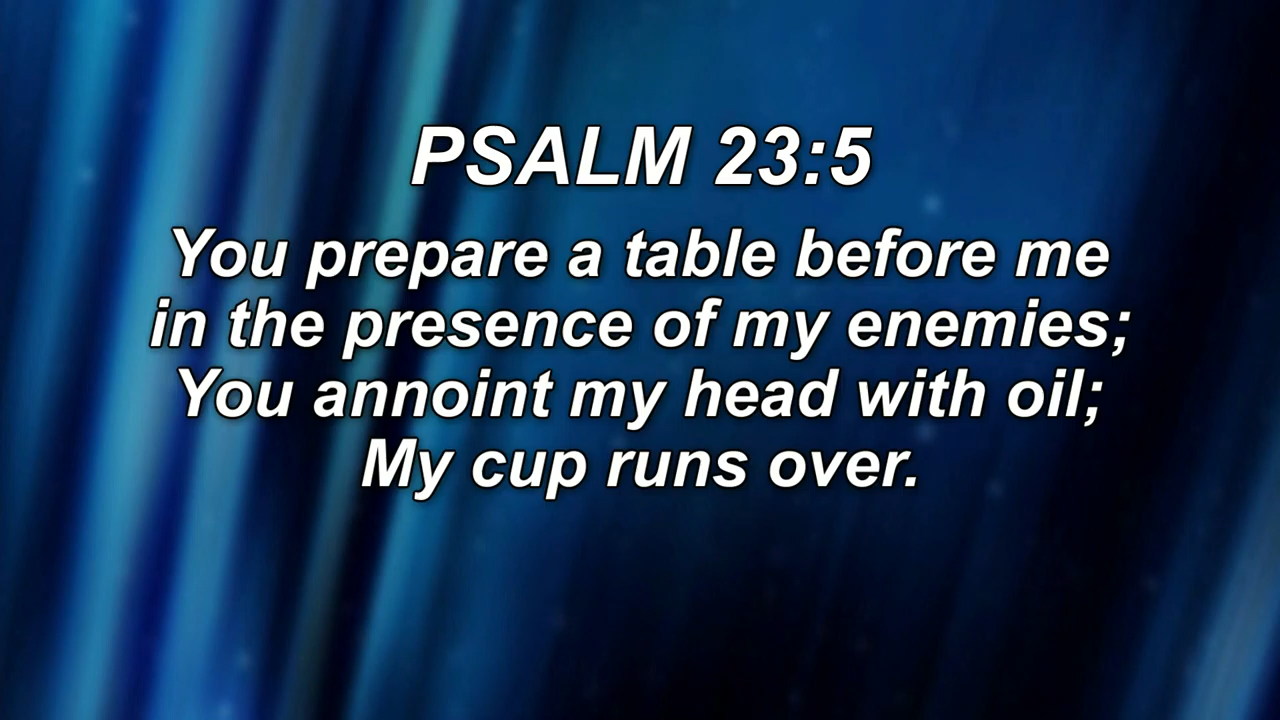 PSALM 23:5
You prepare a table before me
in the presence of my enemies;
You annoint my head with oil;
My cup runs over.